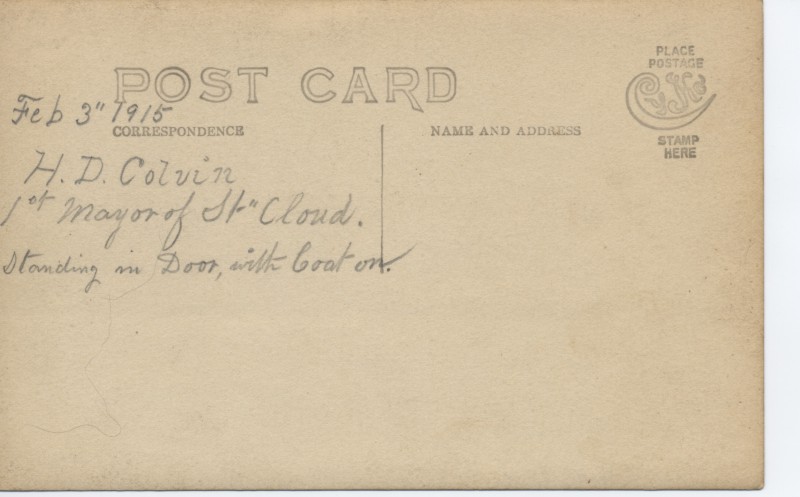 POST CARD
PLACE
POSTAGE
CYKO
STAMP
HERE
Feb 3" 1915
CORRESPONDENCE
NAME AND ADDRESS
H. D. Colvin
1st Mayor of St" Cloud.
Standing in Door, with Coat on.